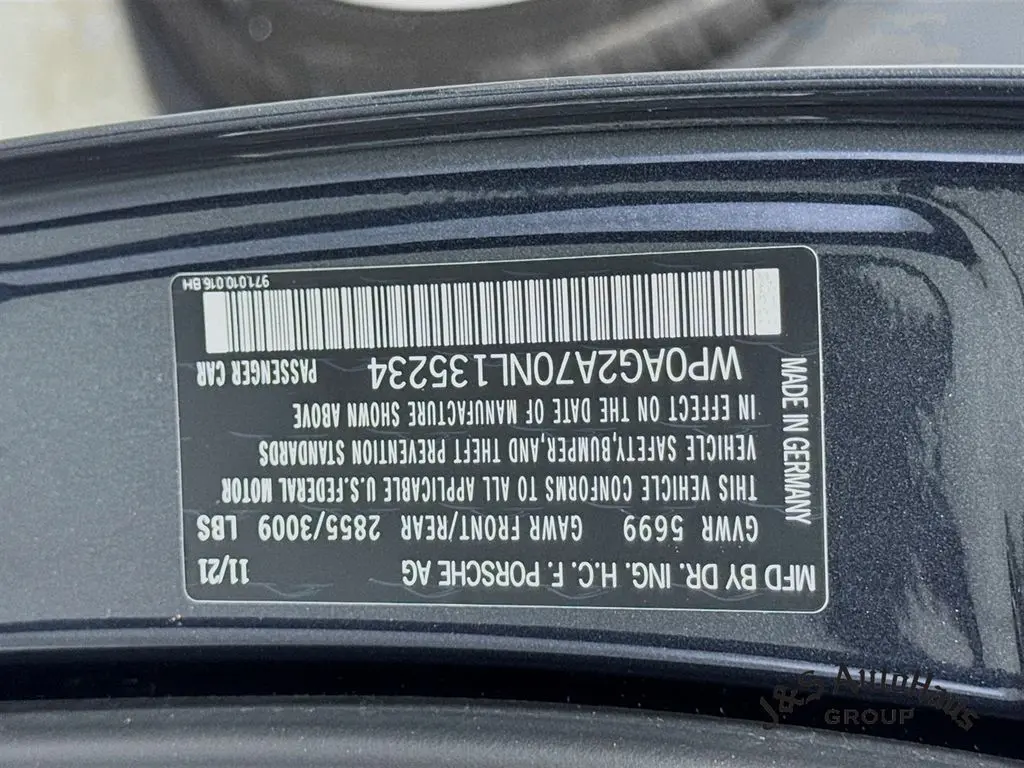 MFD BY DR. ING. H.C. F. PORSCHE AG 11/21
GVWR 5699 GAWR FRONT/REAR 2855/3009 LBS
THIS VEHICLE CONFORMS TO ALL APPLICABLE U.S.FEDERAL MOTOR
VEHICLE SAFETY,BUMPER,AND THEFT PREVENTION STANDARDS
IN EFFECT ON THE DATE OF MANUFACTURE SHOWN ABOVE
WP0AG2A70NL135234 PASSENGER CAR
MADE IN GERMANY
971.010.016 BH
J&S AutoHaus
GROUP